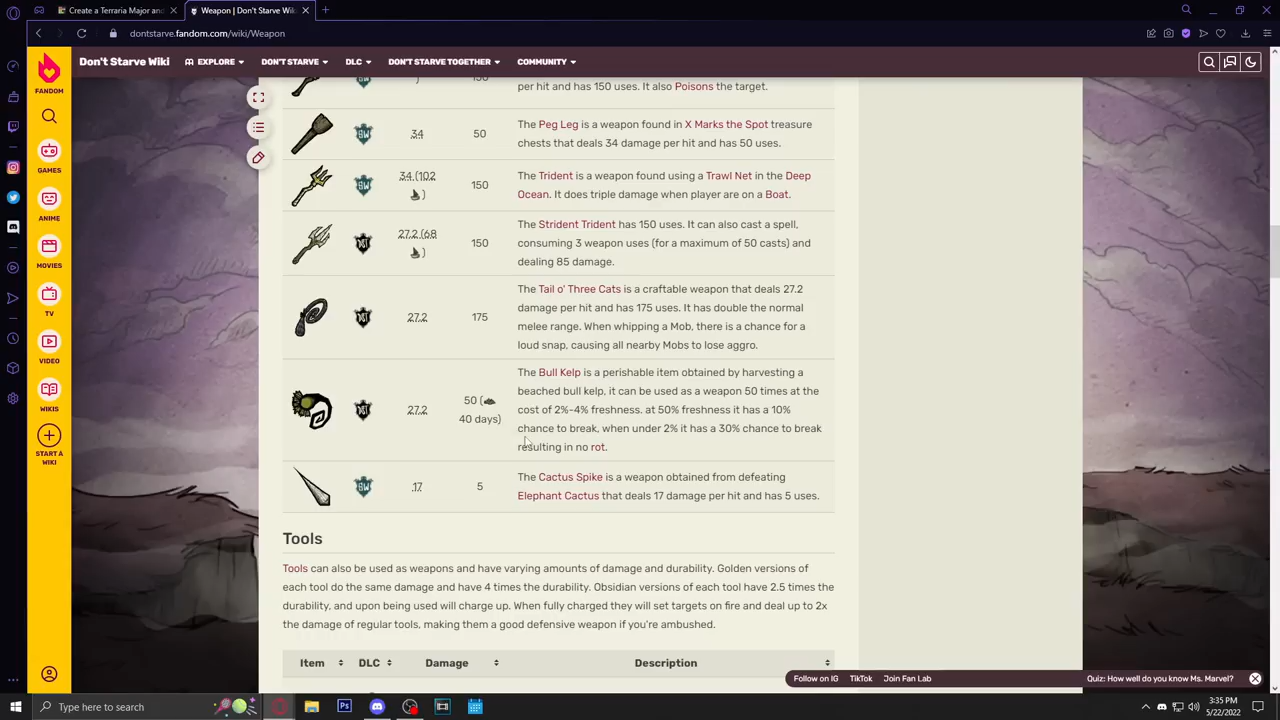 Create a Terraria Major and
Weapon | Don't Starve Wiki
dontstarve.fandom.com/wiki/Weapon
FANDOM
Don't Starve Wiki
EXPLORE
DON'T STARVE
DLC
DON'T STARVE TOGETHER
COMMUNITY
GAMES
ANIME
MOVIES
TV
VIDEO
WIKIS
START A
WIKI
150
per hit and has 150 uses. It also Poisons the target.
SW
34
50
The Peg Leg is a weapon found in X Marks the Spot treasure
chests that deals 34 damage per hit and has 50 uses.
SW
34 (102
)
150
The Trident is a weapon found using a Trawl Net in the Deep
Ocean. It does triple damage when player are on a Boat.
27.2 (68
)
150
The Strident Trident has 150 uses. It can also cast a spell,
consuming 3 weapon uses (for a maximum of 50 casts) and
dealing 85 damage.
27.2
175
The Tail o' Three Cats is a craftable weapon that deals 27.2
damage per hit and has 175 uses. It has double the normal
melee range. When whipping a Mob, there is a chance for a
loud snap, causing all nearby Mobs to lose aggro.
27.2
50 (
40 days)
The Bull Kelp is a perishable item obtained by harvesting a
beached bull kelp, it can be used as a weapon 50 times at the
cost of 2%-4% freshness. at 50% freshness it has a 10%
chance to break, when under 2% it has a 30% chance to break
resulting in no rot.
SW
17
5
The Cactus Spike is a weapon obtained from defeating
Elephant Cactus that deals 17 damage per hit and has 5 uses.
Tools
Tools can also be used as weapons and have varying amounts of damage and durability. Golden versions of
each tool do the same damage and have 4 times the durability. Obsidian versions of each tool have 2.5 times the
durability, and upon being used will charge up. When fully charged they will set targets on fire and deal up to 2x
the damage of regular tools, making them a good defensive weapon if you're ambushed.
Item
DLC
Damage
Description
Follow on IG
TikTok
Join Fan Lab
Quiz: How well do you know Ms. Marvel?
Type here to search
Ps
3:35 PM
5/22/2022